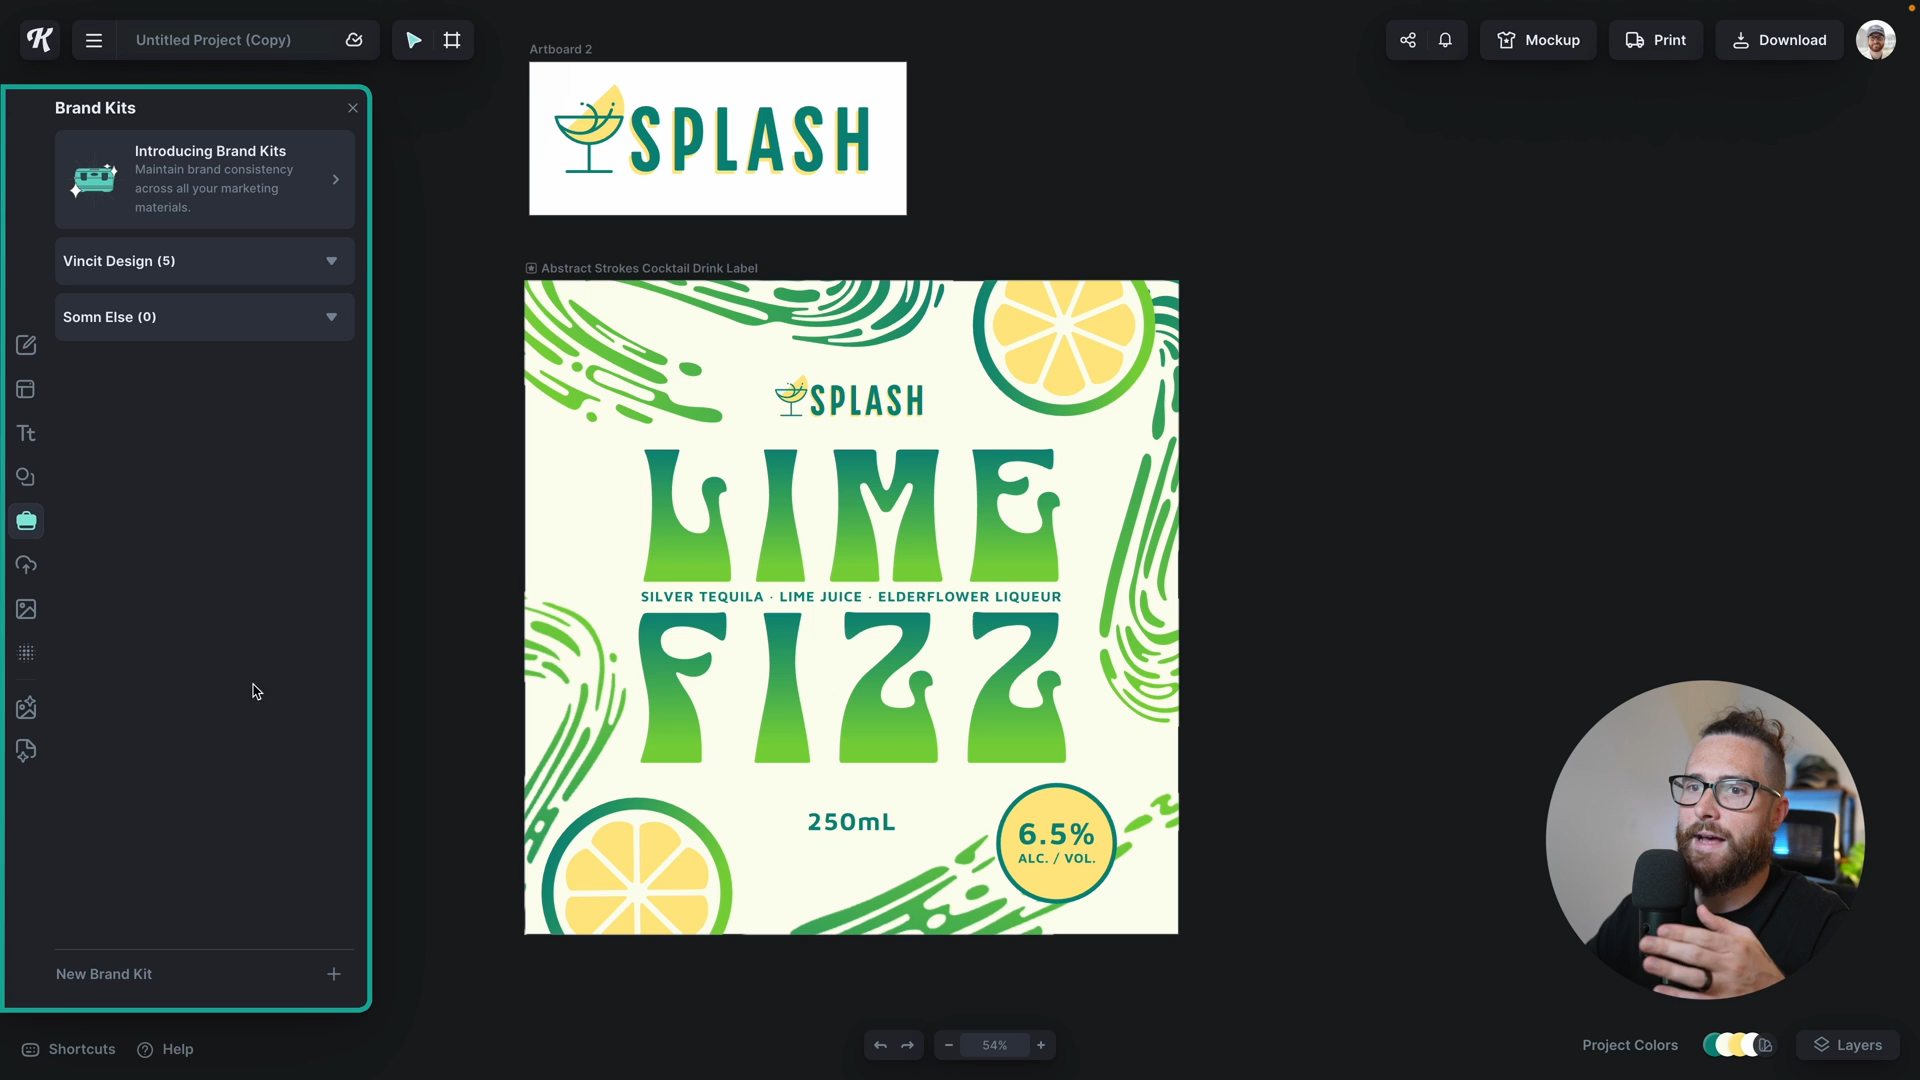 Untitled Project (Copy)
Mockup
Print
Download
Brand Kits
Introducing Brand Kits
Maintain brand consistency
across all your marketing
materials.
Vincit Design (5)
Somn Else (0)
Tt
New Brand Kit
Shortcuts
Help
Artboard 2
SPLASH
Abstract Strokes Cocktail Drink Label
SPLASH
LIME
SILVER TEQUILA · LIME JUICE · ELDERFLOWER LIQUEUR
FIZZ
250mL
6.5%
ALC. / VOL.
54%
Project Colors
Layers